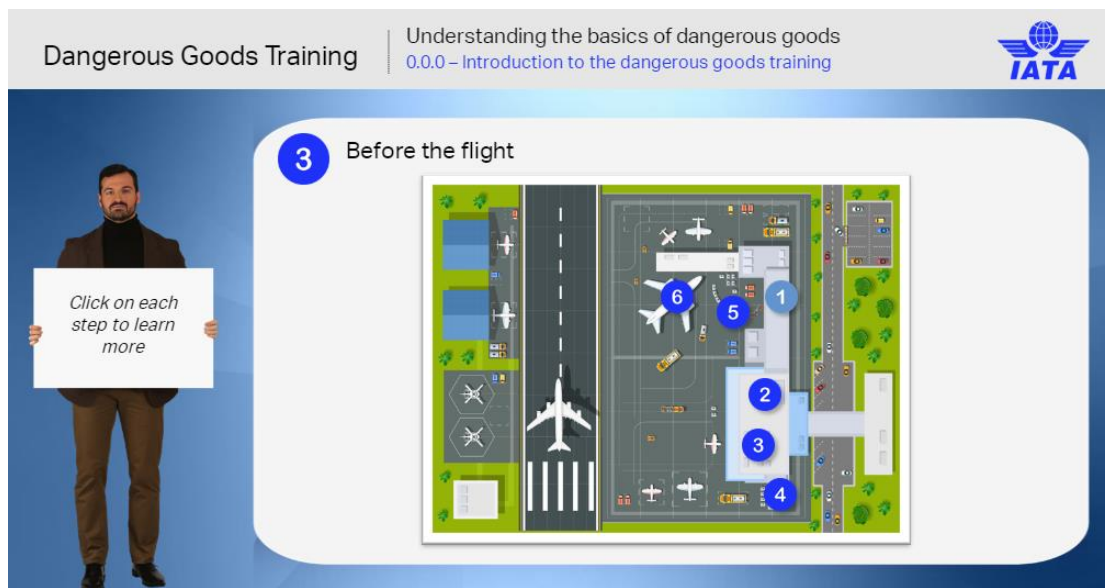 Dangerous Goods Training
Understanding the basics of dangerous goods
0.0.0 – Introduction to the dangerous goods training
IATA
3
Before the flight
Click on each
step to learn
more
6
5
1
2
3
4